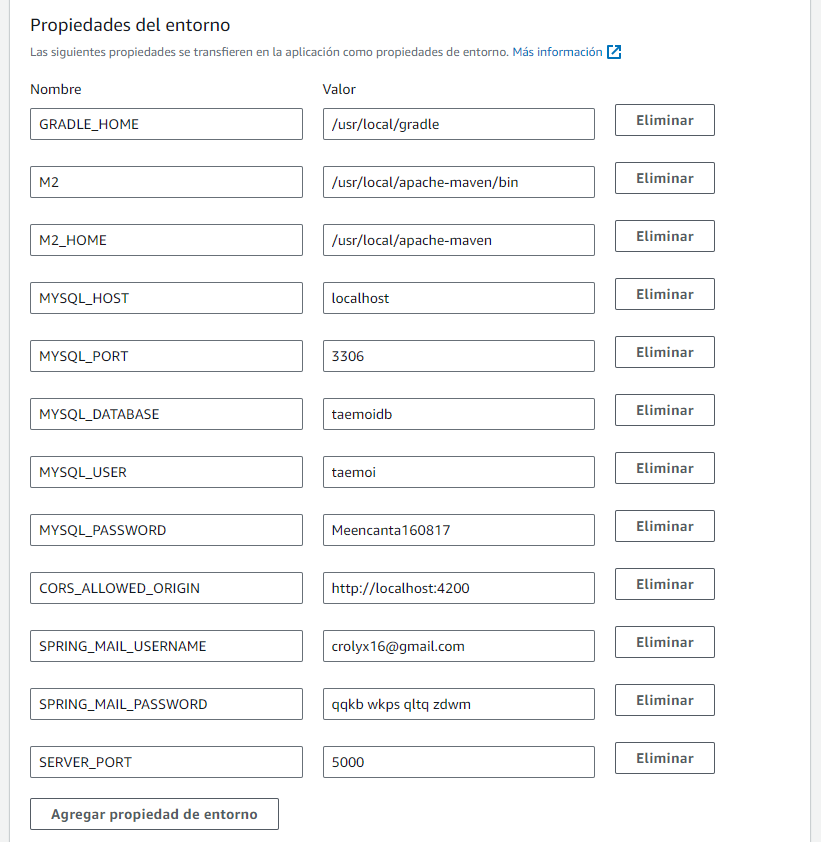 Propiedades del entorno
Las siguientes propiedades se transfieren en la aplicación como propiedades de entorno. Más información
Nombre Valor
GRADLE_HOME /usr/local/gradle Eliminar
M2 /usr/local/apache-maven/bin Eliminar
M2_HOME /usr/local/apache-maven Eliminar
MYSQL_HOST localhost Eliminar
MYSQL_PORT 3306 Eliminar
MYSQL_DATABASE taemoidb Eliminar
MYSQL_USER taemoi Eliminar
MYSQL_PASSWORD Meencanta160817 Eliminar
CORS_ALLOWED_ORIGIN http://localhost:4200 Eliminar
SPRING_MAIL_USERNAME crolyx16@gmail.com Eliminar
SPRING_MAIL_PASSWORD qqkb wkps qltq zdwm Eliminar
SERVER_PORT 5000 Eliminar
Agregar propiedad de entorno